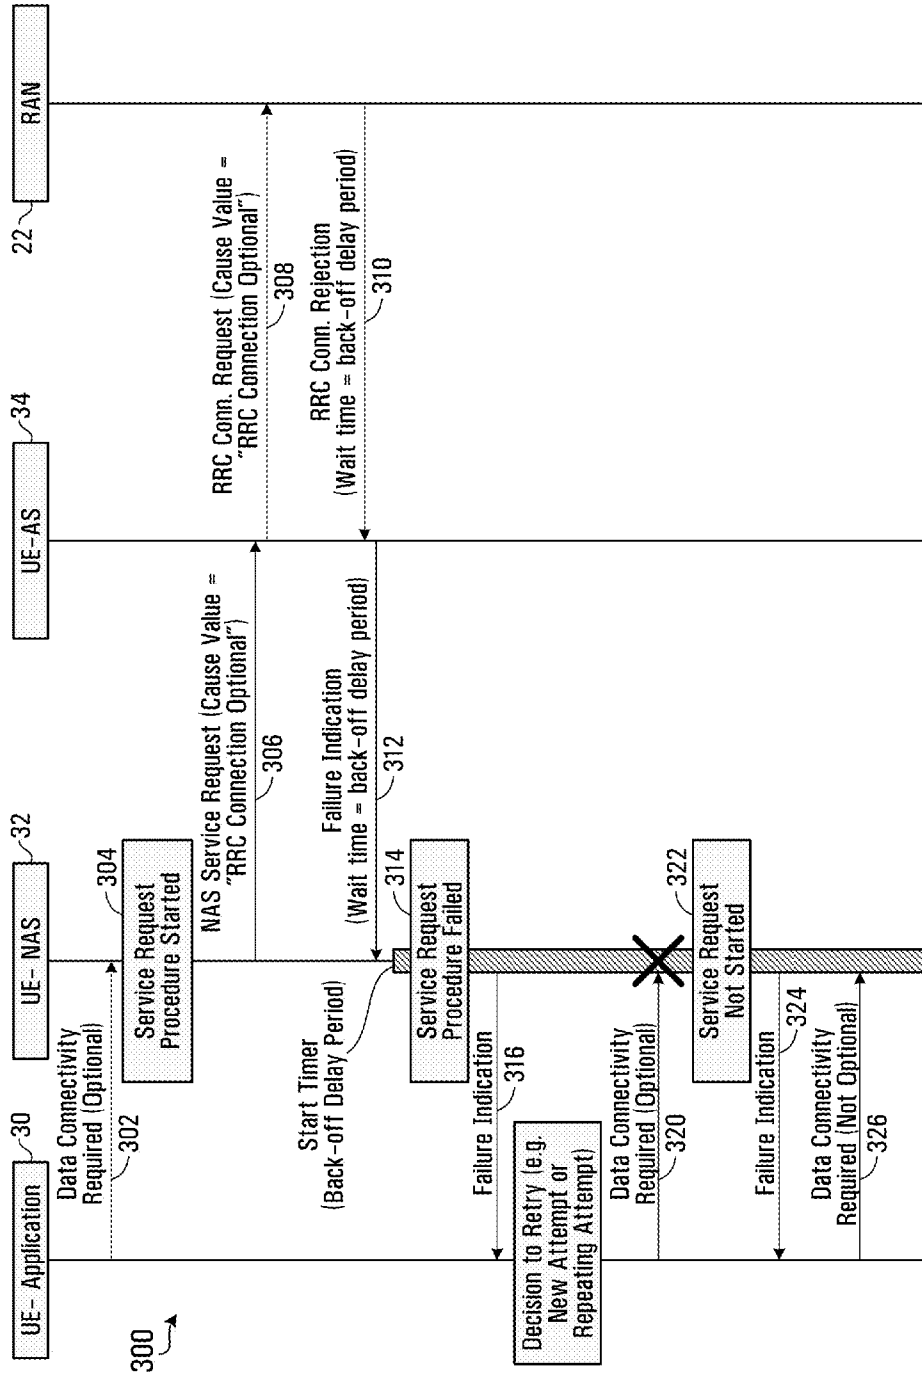 300
UE- Application
30
UE- NAS
32
UE-AS
34
RAN
22
Data Connectivity
Required (Optional)
302
Service Request
Procedure Started
304
NAS Service Request (Cause Value =
"RRC Connection Optional")
306
RRC Conn. Request (Cause Value =
"RRC Connection Optional")
308
RRC Conn. Rejection
(Wait time = back-off delay period)
310
Failure Indication
(Wait time = back-off delay period)
312
Start Timer
(Back-off Delay Period)
Service Request
Procedure Failed
314
Failure Indication
316
Decision to Retry (e.g.
New Attempt or
Repeating Attempt)
Data Connectivity
Required (Optional)
320
Service Request
Not Started
322
Failure Indication
324
Data Connectivity
Required (Not Optional)
326